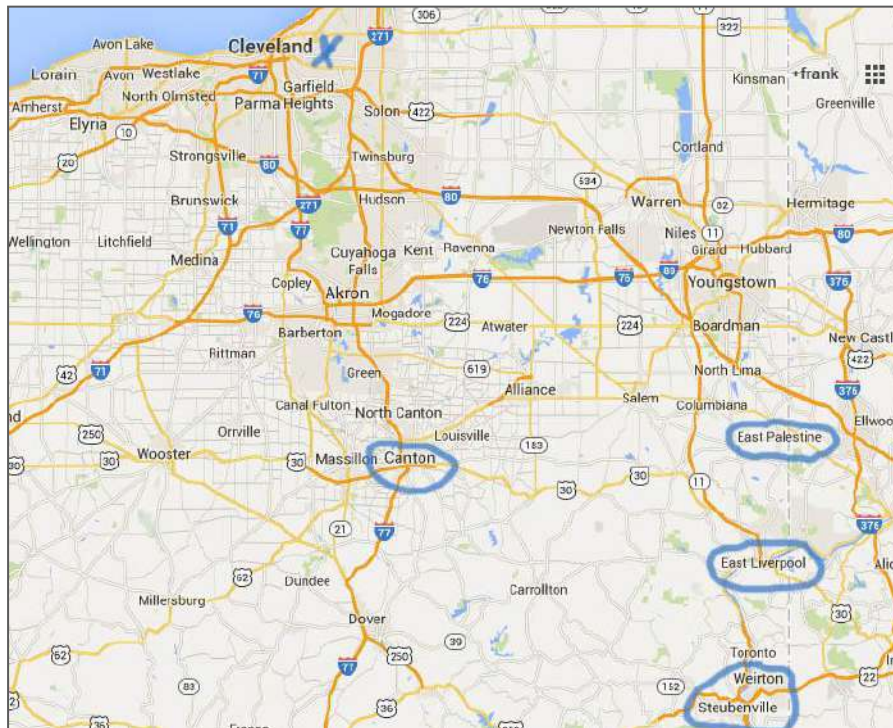 306
322
Avon Lake
Cleveland
X
271
Lorain
Avon
Westlake
71
Garfield
Kinsman
+frank
Amherst
North Olmsted
Parma Heights
Solon
Greenville
Elyria
10
422
Cortland
20
Strongsville
80
Twinsburg
534
Brunswick
271
Hudson
80
Warren
82
Hermitage
Wellington
Litchfield
71
77
Cuyahoga
Falls
Kent
Ravenna
Newton Falls
Niles
11
Girard
Hubbard
80
Medina
Copley
Akron
76
76
80
Youngstown
376
76
Mogadore
224
Atwater
224
Boardman
Barberton
New Castl
422
Rittman
42
71
Green
619
North Lima
376
Alliance
Canal Fulton
North Canton
Salem
Columbiana
250
Orrville
Louisville
183
East Palestine
Ellwoo
30
Wooster
30
Massillon
Canton
30
30
11
21
77
376
Dundee
East Liverpool
62
Carrollton
Millersburg
30
Dover
39
Toronto
62
77
250
Weirton
22
83
36
152
Steubenville
36